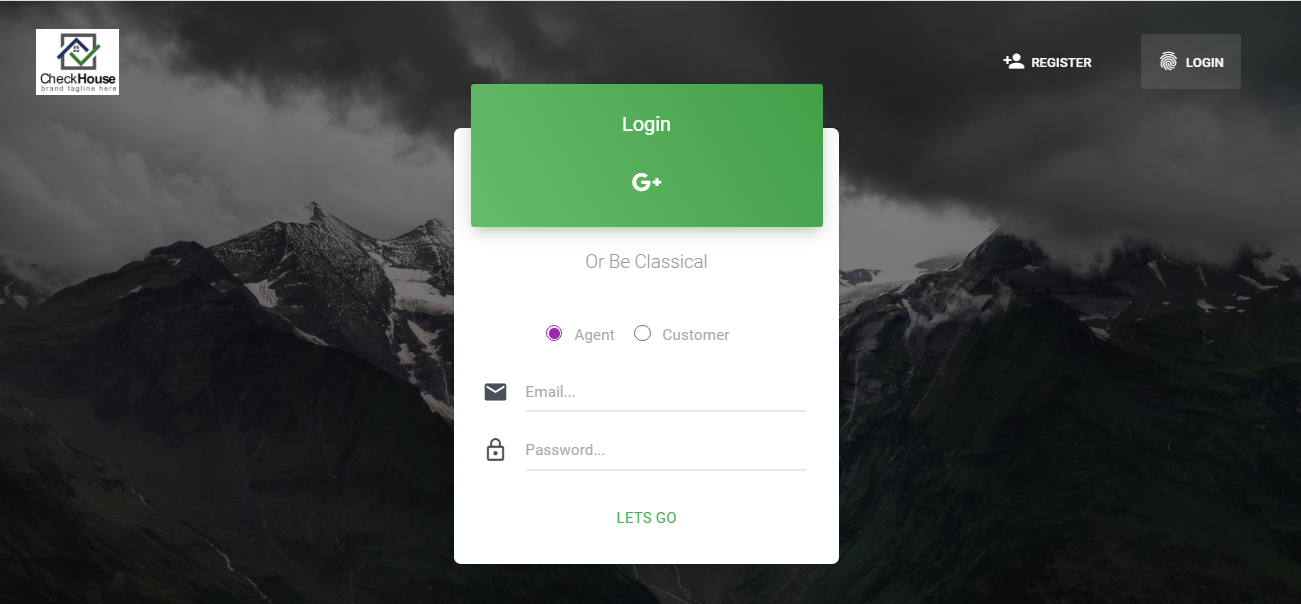 CheckHouse
brand tagline here
REGISTER
LOGIN
Login
G+
Or Be Classical
Agent
Customer
Email...
Password...
LETS GO